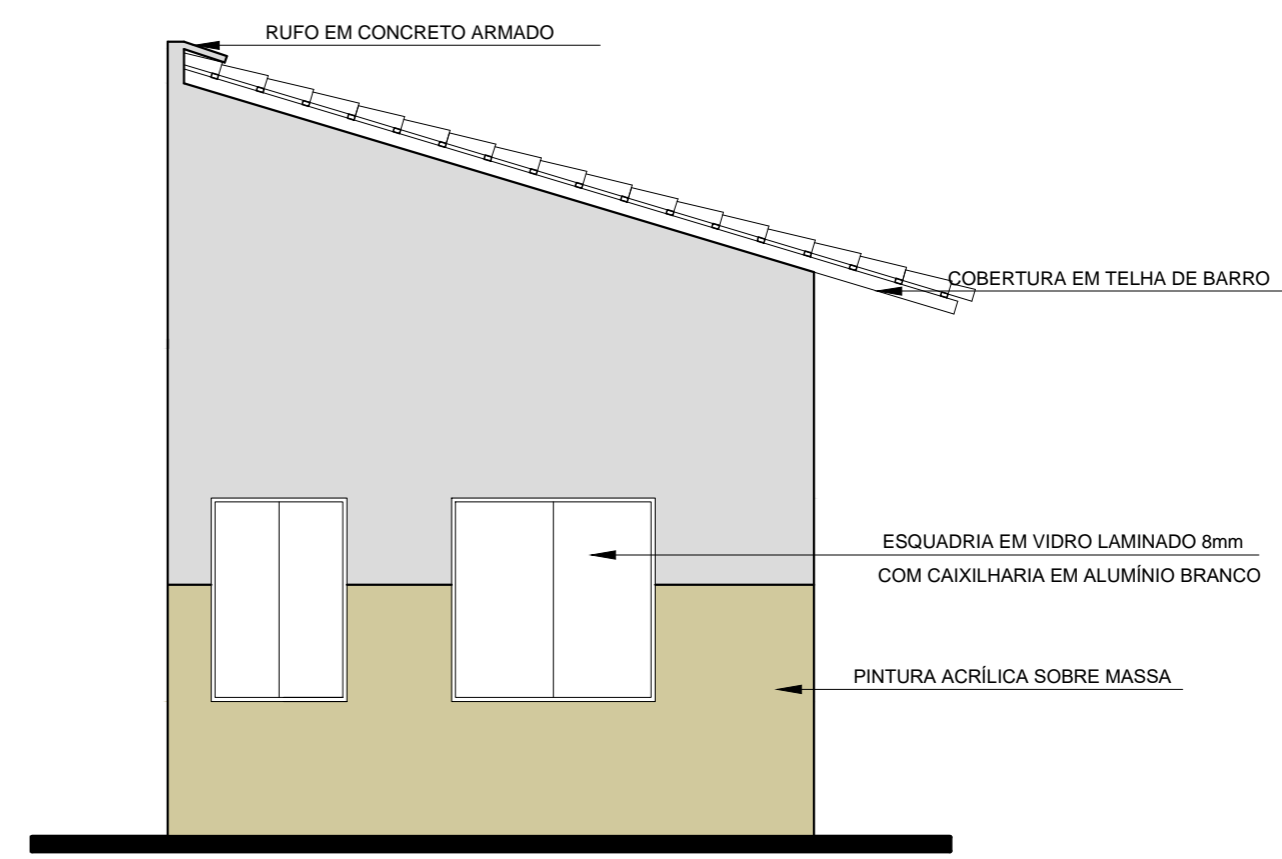 RUFO EM CONCRETO ARMADO
COBERTURA EM TELHA DE BARRO
ESQUADRIA EM VIDRO LAMINADO 8mm
COM CAIXILHARIA EM ALUMÍNIO BRANCO
PINTURA ACRÍLICA SOBRE MASSA